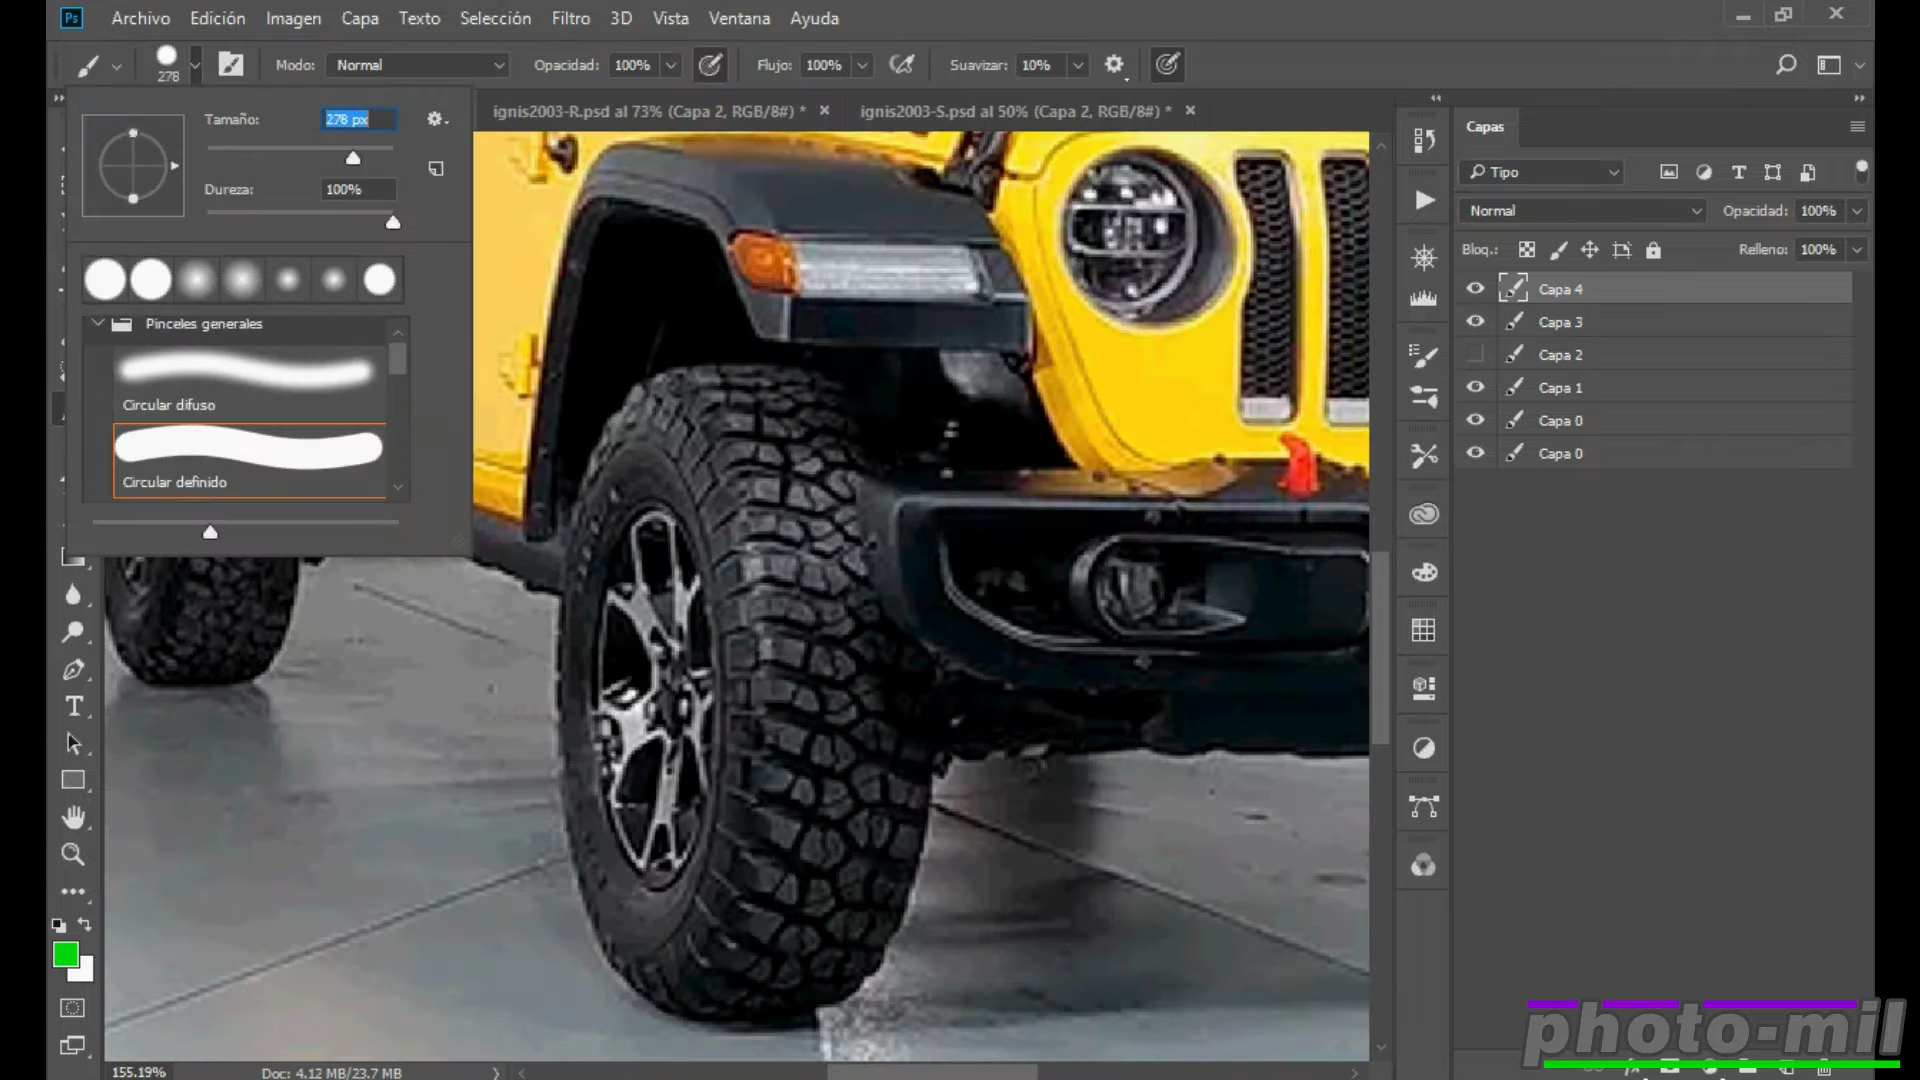 Ps Archivo Edición Imagen Capa Texto Selección Filtro 3D Vista Ventana Ayuda
278 Modo: Normal Opacidad: 100% Flujo: 100% Suavizar: 10%
Tamaño: 278 px
Dureza: 100%
Pinceles generales
Circular difuso
Circular definido
ignis2003-R.psd al 73% (Capa 2, RGB/8#) * ignis2003-S.psd al 50% (Capa 2, RGB/8#) *
Capas
Tipo
Normal Opacidad: 100%
Bloq.: Relleno: 100%
Capa 4
Capa 3
Capa 2
Capa 1
Capa 0
Capa 0
155.19% Doc: 4.12 MB/23.7 MB
photo-mil